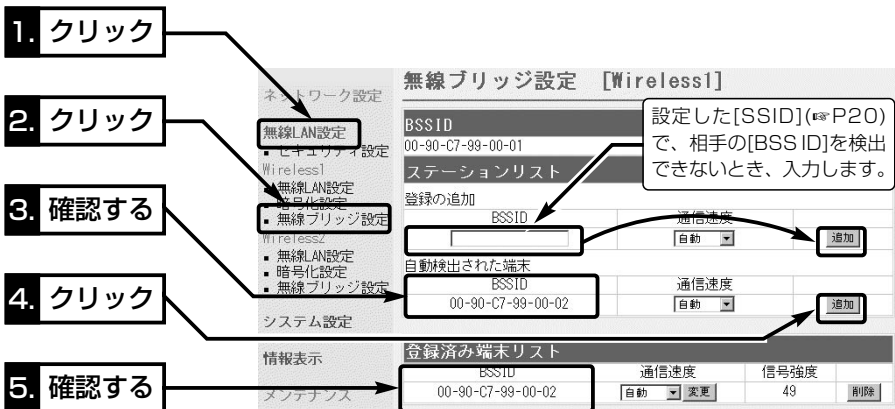 1. クリック
2. クリック
3. 確認する
4. クリック
5. 確認する
ネットワーク設定
無線LAN設定
▪ セキュリティ設定
Wireless1
▪ 無線LAN設定
▪ 暗号化設定
▪ 無線ブリッジ設定
Wireless2
▪ 無線LAN設定
▪ 暗号化設定
▪ 無線ブリッジ設定
システム設定
情報表示
メンテナンス
無線ブリッジ設定 [Wireless1]
BSSID
00-90-C7-99-00-01
設定した[SSID](☞P20)
で、相手の[BSSID]を検出
できないとき、入力します。
ステーションリスト
登録の追加
BSSID 通信速度
自動 追加
自動検出された端末
BSSID 通信速度
00-90-C7-99-00-02 自動 追加
登録済み端末リスト
BSSID 通信速度 信号強度
00-90-C7-99-00-02 自動 変更 49 削除